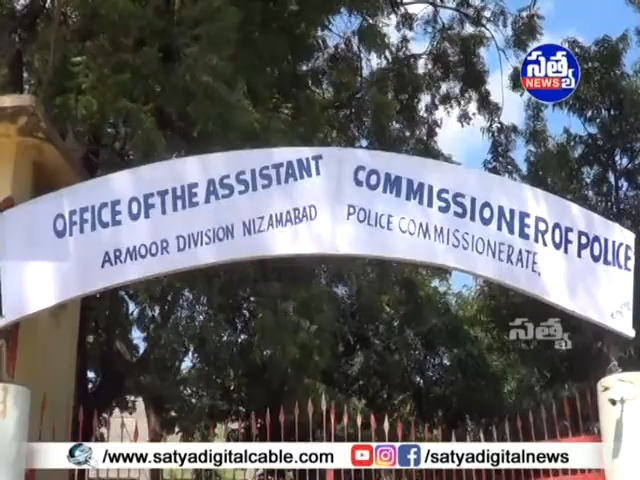 సత్య
NEWS
OFFICE OF THE ASSISTANT COMMISSIONER OF POLICE
ARMOOR DIVISION NIZAMABAD POLICE COMMISSIONERATE.
సత్య
www.satyadigitalcable.com
/satyadigitalnews